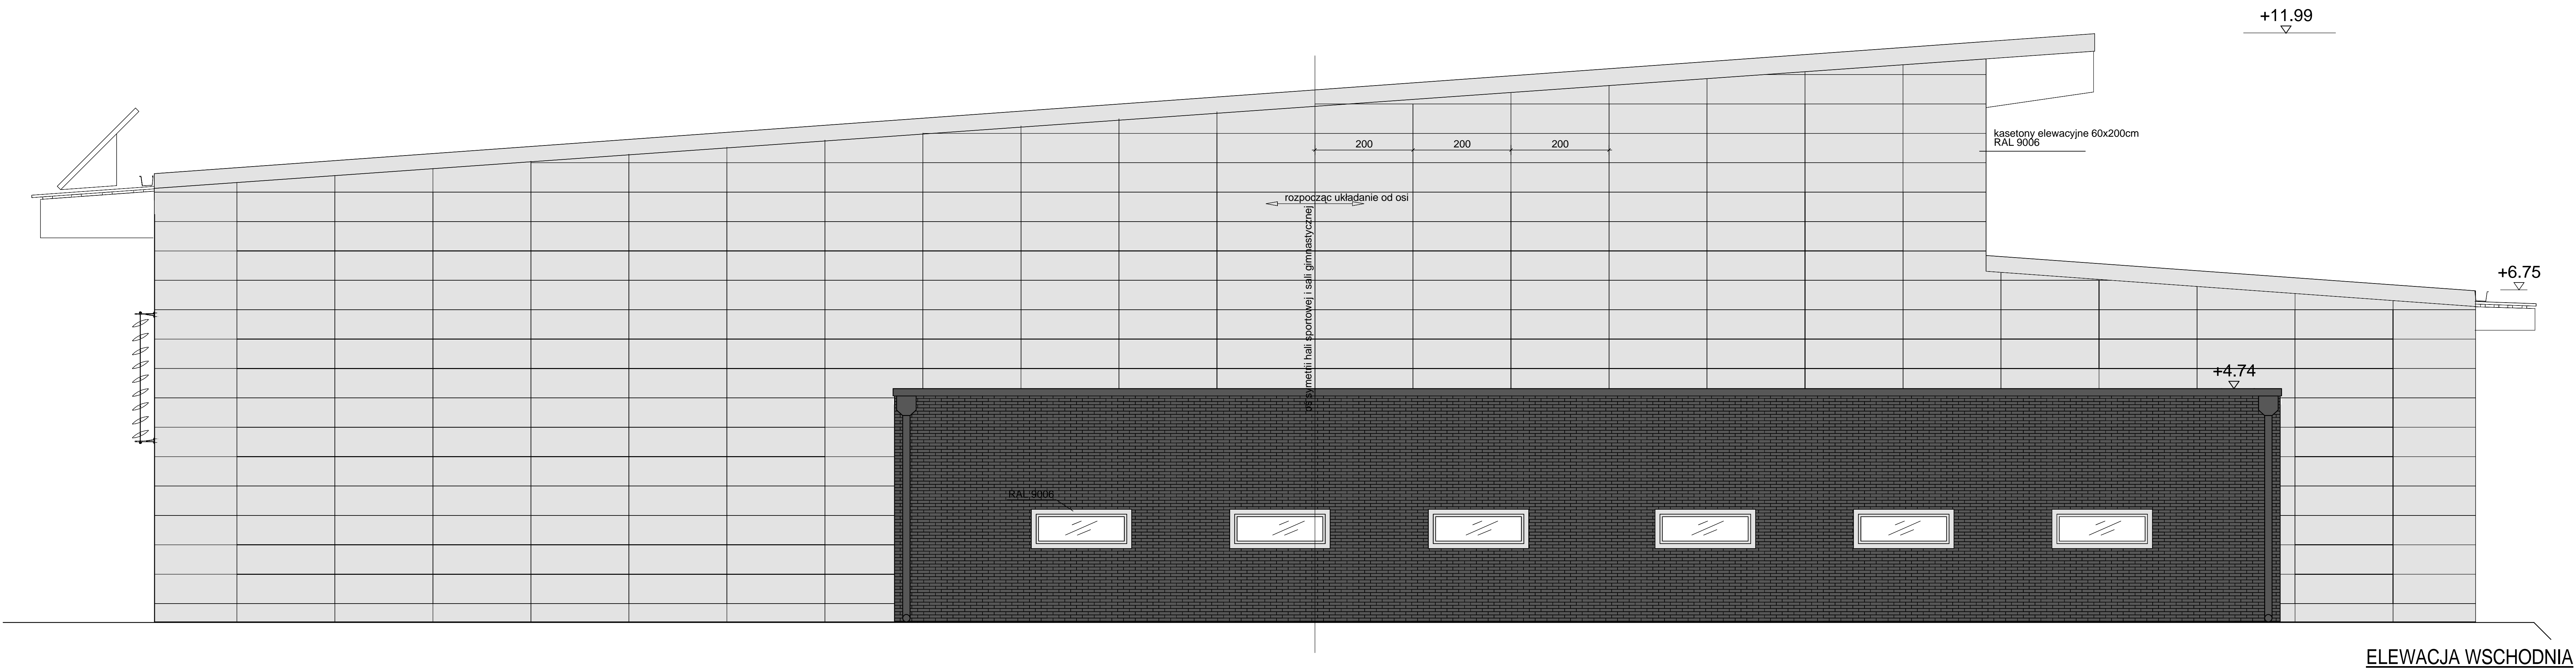 +11.99
kasetony elewacyjne 60x200cm
RAL 9006
200
200
200
rozpocząc układanie od osi
oś symetrii hali sportowej i sali gimnastycznej
+6.75
+4.74
RAL 9006
ELEWACJA WSCHODNIA